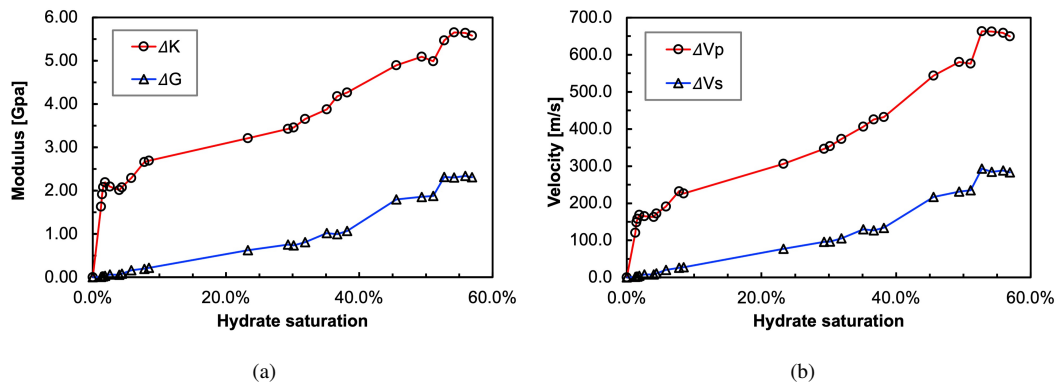 6.00
5.00
4.00
3.00
2.00
1.00
0.00
Modulus [Gpa]
ΔK
ΔG
0.0% 20.0% 40.0% 60.0%
Hydrate saturation
(a)
700.0
600.0
500.0
400.0
300.0
200.0
100.0
0.0
Velocity [m/s]
ΔVp
ΔVs
0.0% 20.0% 40.0% 60.0%
Hydrate saturation
(b)